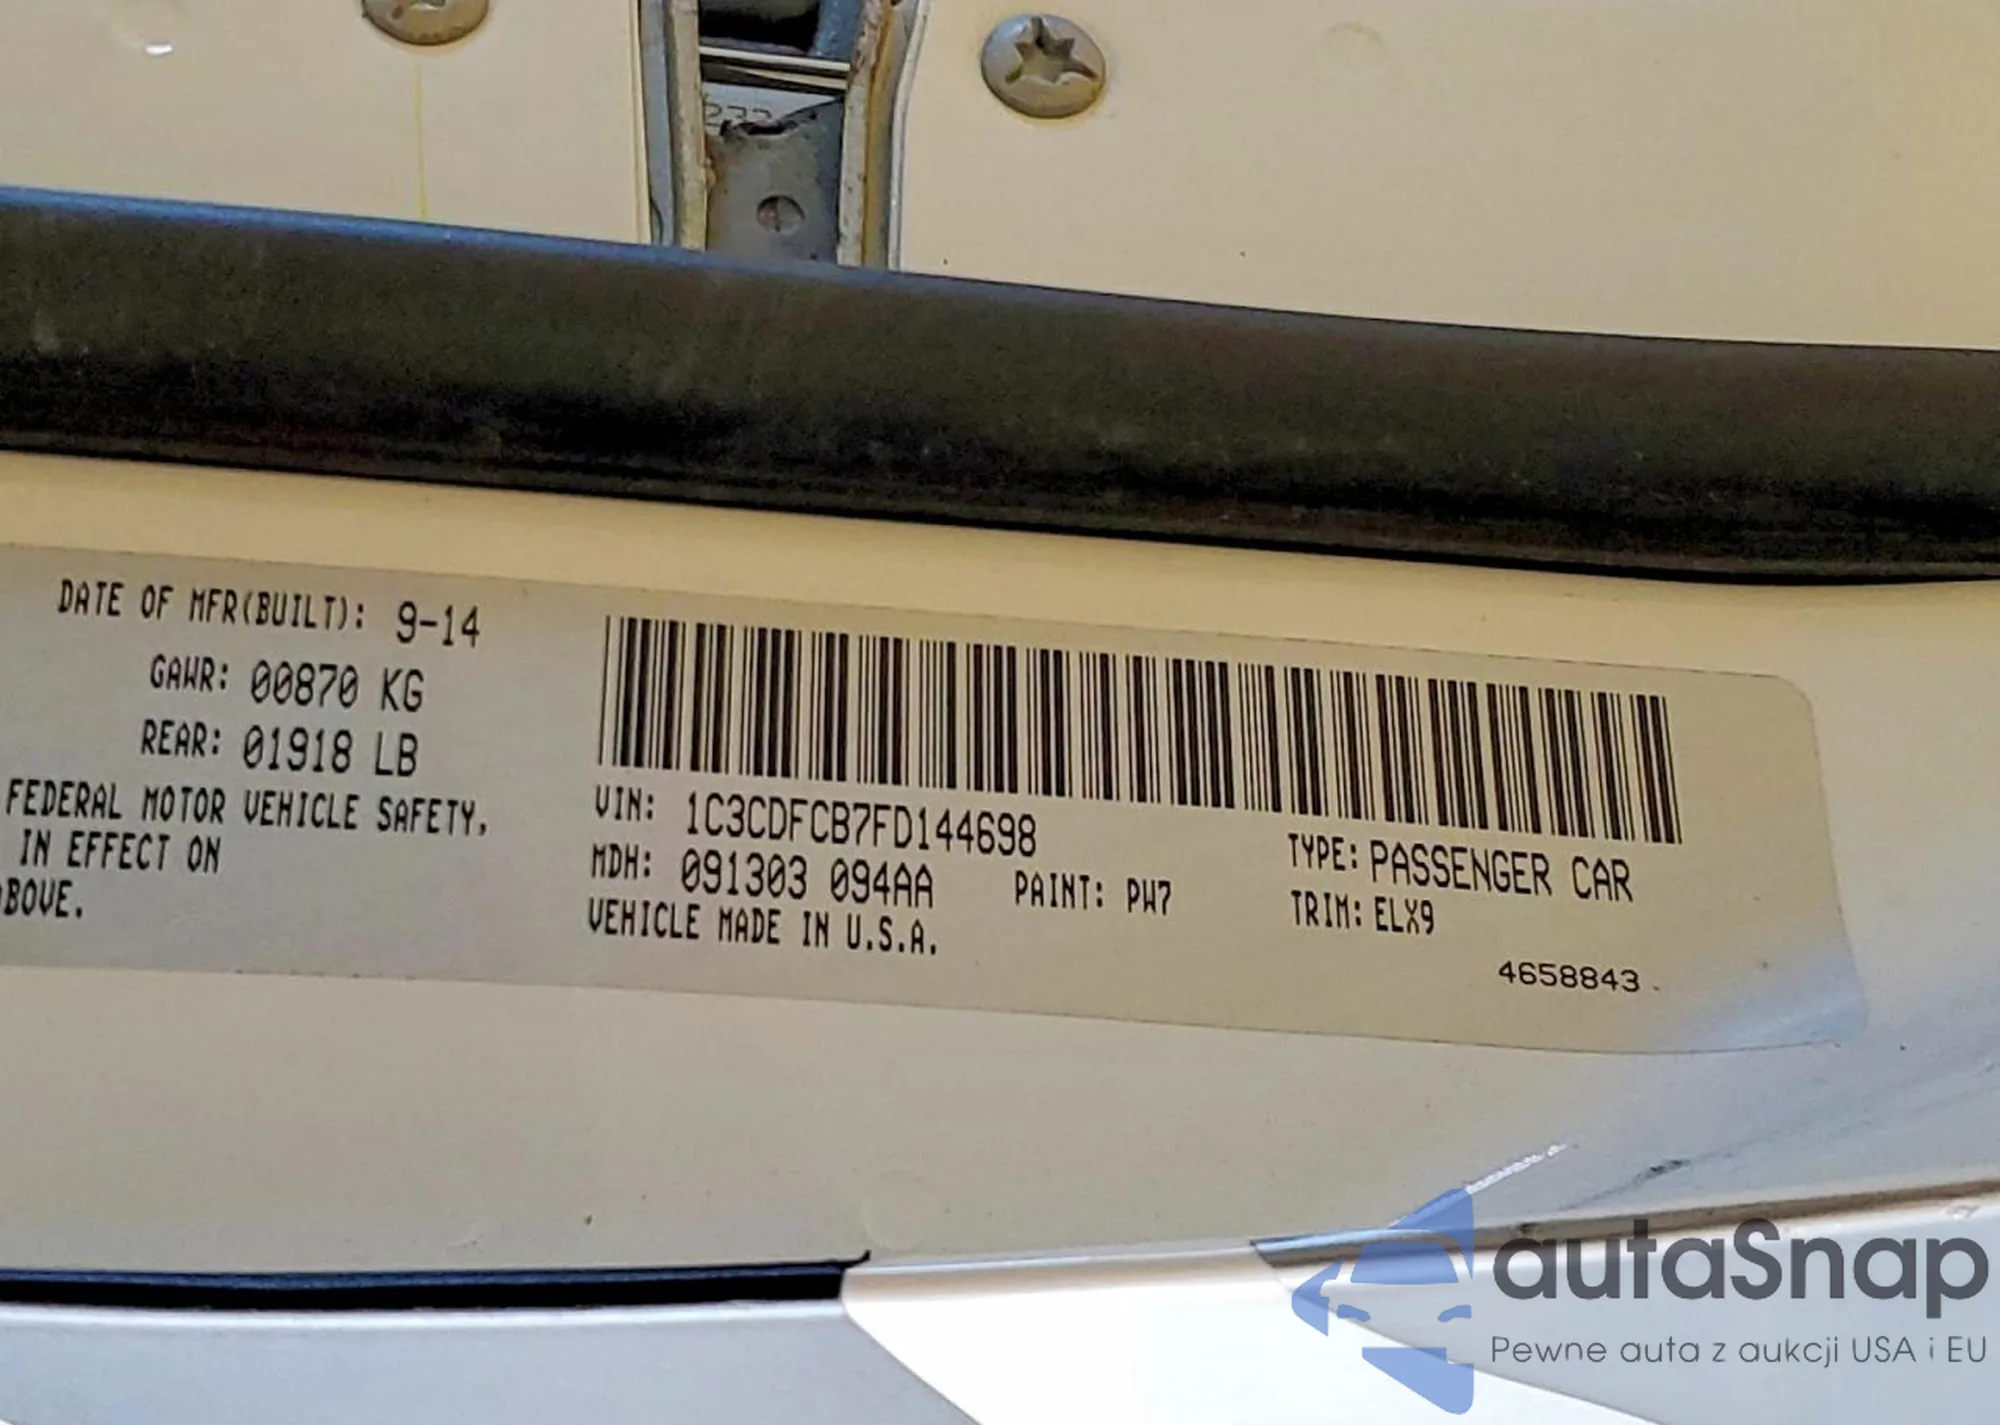 DATE OF MFR(BUILT): 9-14
GAWR: 00870 KG
REAR: 01918 LB
FEDERAL MOTOR VEHICLE SAFETY,
IN EFFECT ON
BOVE.
VIN: 1C3CDFCB7FD144698
MDH: 091303 094AA
PAINT: PW7
VEHICLE MADE IN U.S.A.
TYPE: PASSENGER CAR
TRIM: ELX9
4658843
autaSnap
Pewne auta z aukcji USA i EU